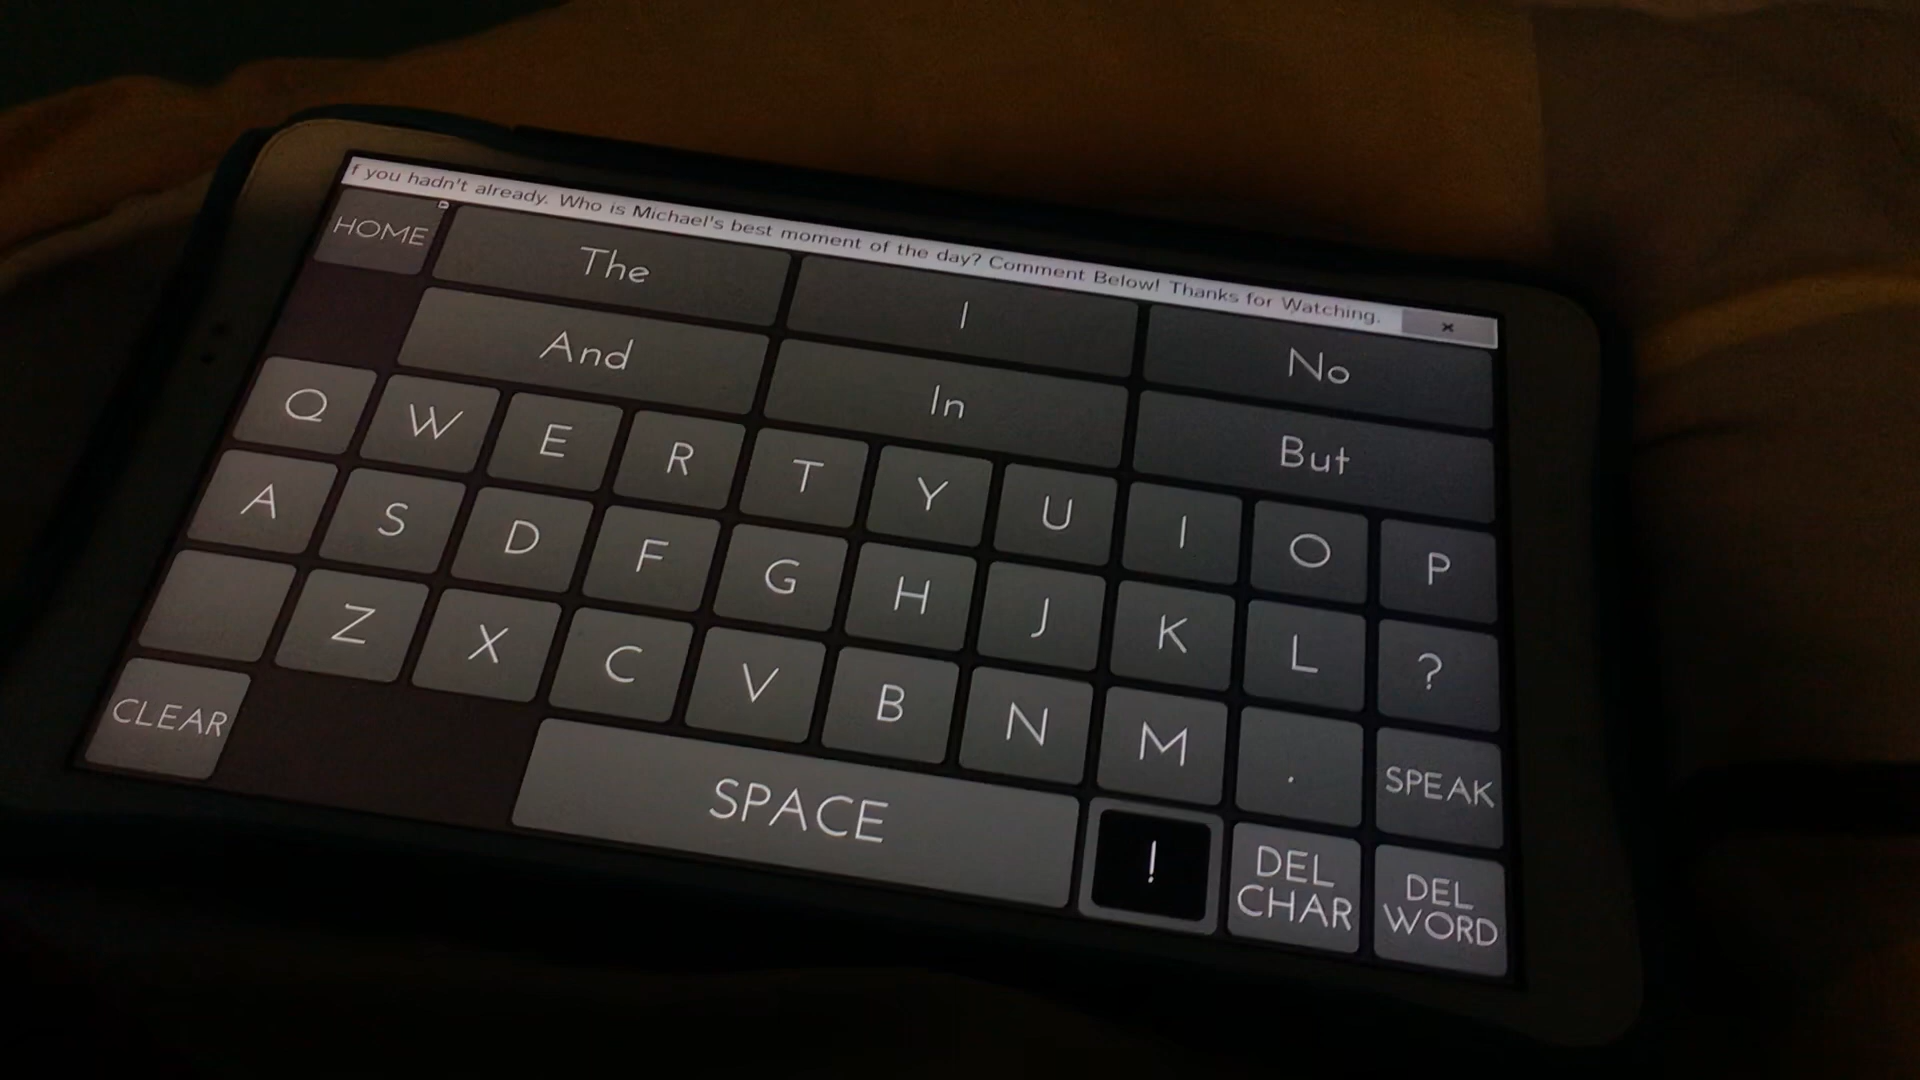 f you hadn't already. Who is Michael's best moment of the day? Comment Below! Thanks for Watching.
×
HOME
The
I
No
And
In
But
Q W E R T Y U I O P
A S D F G H J K L ?
Z X C V B N M . SPEAK
CLEAR
SPACE
!
DEL CHAR
DEL WORD